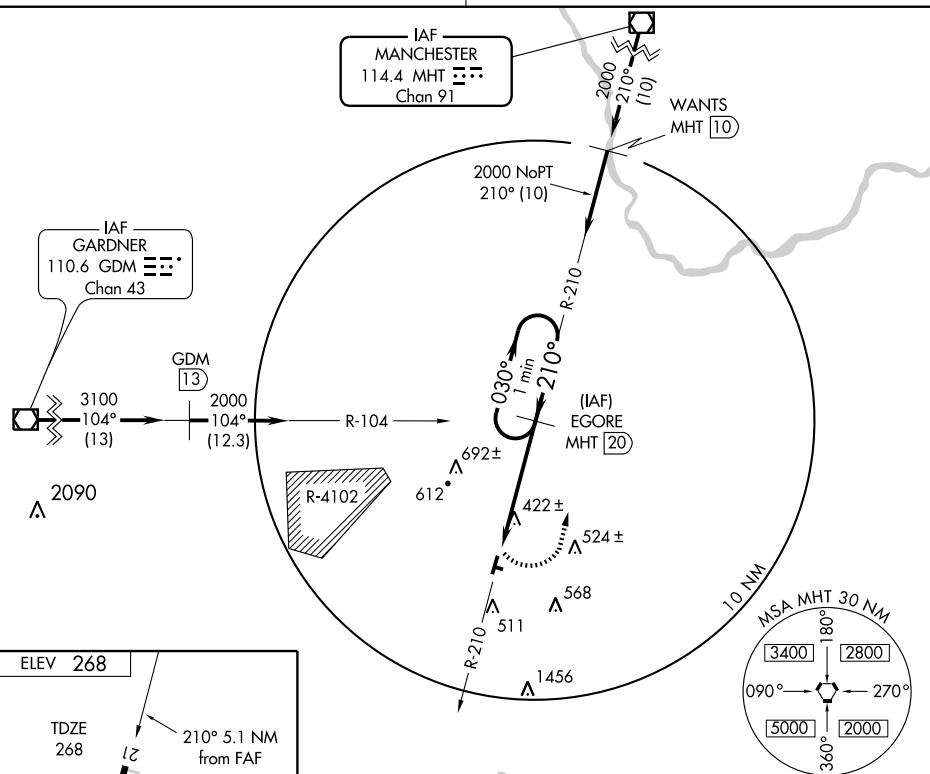 IAF
MANCHESTER
114.4 MHT
Chan 91
2000
210°
(10)
WANTS
MHT 10
2000 NoPT
210° (10)
IAF
GARDNER
110.6 GDM
Chan 43
R-210
GDM
13
3100
104°
(13)
2000
104°
(12.3)
R-104
030°
1 min
210°
(IAF)
EGORE
MHT 20
692±
612
R-4102
2090
422±
524±
568
511
10 NM
R-210
1456
MSA MHT 30 NM
180°
3400
2800
090°
270°
5000
2000
360°
ELEV 268
TDZE
268
210° 5.1 NM
from FAF
21